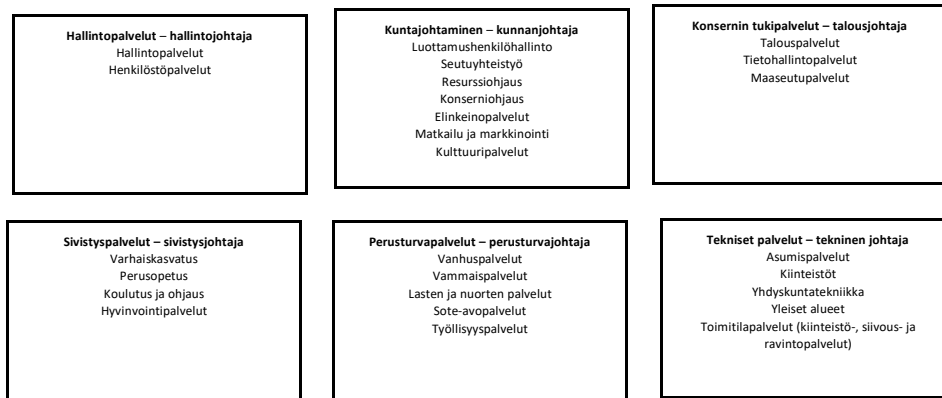 Hallintopalvelut – hallintojohtaja
Hallintopalvelut
Henkilöstöpalvelut
Kuntajohtaminen – kunnanjohtaja
Luottamushenkilöhallinto
Seutuyhteistyö
Resurssiohjaus
Konserniohjaus
Elinkeinopalvelut
Matkailu ja markkinointi
Kulttuuripalvelut
Konsernin tukipalvelut – talousjohtaja
Talouspalvelut
Tietohallintopalvelut
Maaseutupalvelut
Sivistyspalvelut – sivistysjohtaja
Varhaiskasvatus
Perusopetus
Koulutus ja ohjaus
Hyvinvointipalvelut
Perusturvapalvelut – perusturvajohtaja
Vanhuspalvelut
Vammaispalvelut
Lasten ja nuorten palvelut
Sote-avopalvelut
Työllisyyspalvelut
Tekniset palvelut – tekninen johtaja
Asumispalvelut
Kiinteistöt
Yhdyskuntatekniikka
Yleiset alueet
Toimitilapalvelut (kiinteistö-, siivous- ja
ravintopalvelut)